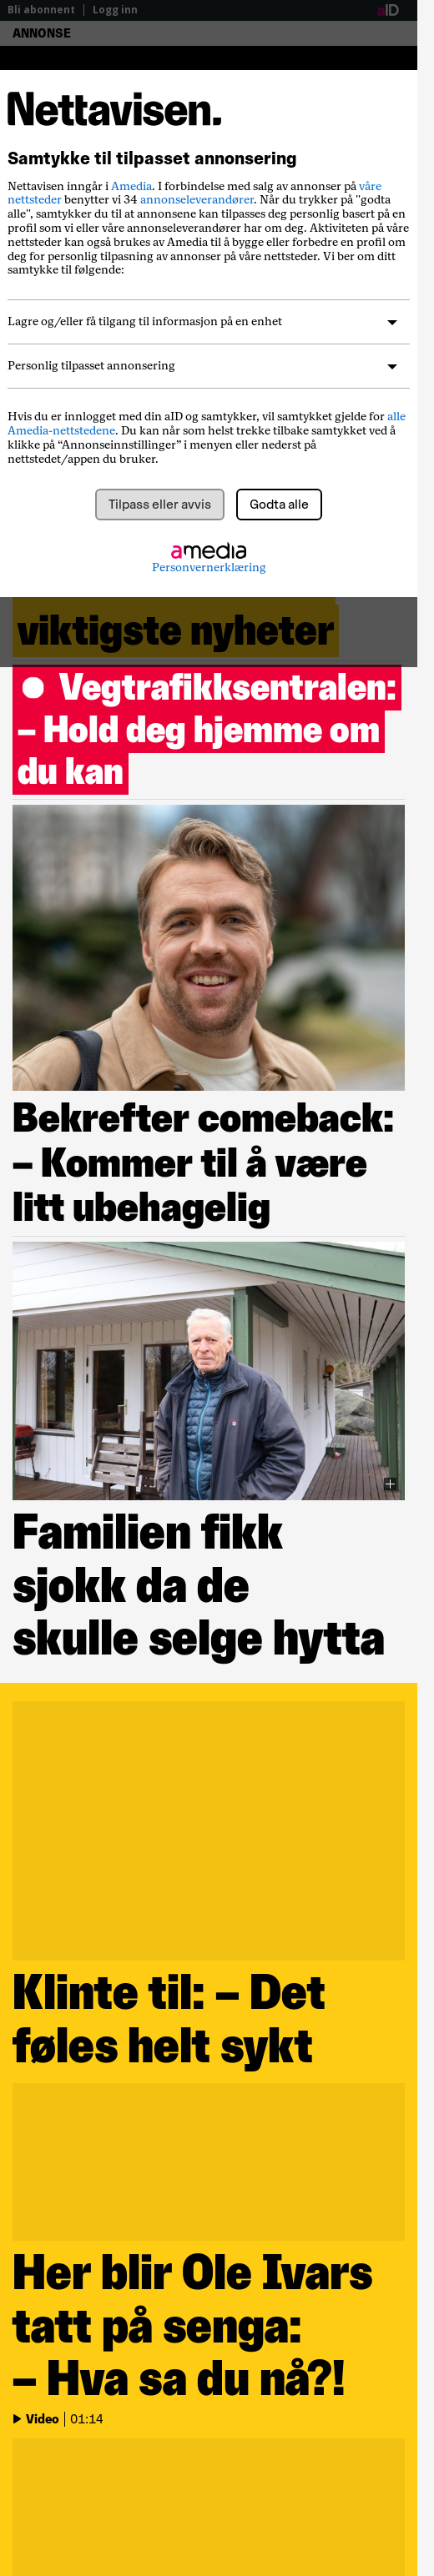 Bli abonnent | Logg inn
aID
ANNONSE
Nettavisen.
Samtykke til tilpasset annonsering
Nettavisen inngår i Amedia. I forbindelse med salg av annonser på våre
nettsteder benytter vi 34 annonseleverandører. Når du trykker på "godta
alle", samtykker du til at annonsene kan tilpasses deg personlig basert på en
profil som vi eller våre annonseleverandører har om deg. Aktiviteten på våre
nettsteder kan også brukes av Amedia til å bygge eller forbedre en profil om
deg for personlig tilpasning av annonser på våre nettsteder. Vi ber om ditt
samtykke til følgende:
Lagre og/eller få tilgang til informasjon på en enhet
Personlig tilpasset annonsering
Hvis du er innlogget med din aID og samtykker, vil samtykket gjelde for alle
Amedia-nettstedene. Du kan når som helst trekke tilbake samtykket ved å
klikke på “Annonseinnstillinger” i menyen eller nederst på
nettstedet/appen du bruker.
Tilpass eller avvis
Godta alle
amedia
Personvernerklæring
viktigste nyheter
Vegtrafikksentralen:
– Hold deg hjemme om
du kan
Bekrefter comeback:
– Kommer til å være
litt ubehagelig
Familien fikk
sjokk da de
skulle selge hytta
Klinte til: – Det
føles helt sykt
Her blir Ole Ivars
tatt på senga:
– Hva sa du nå?!
Video | 01:14